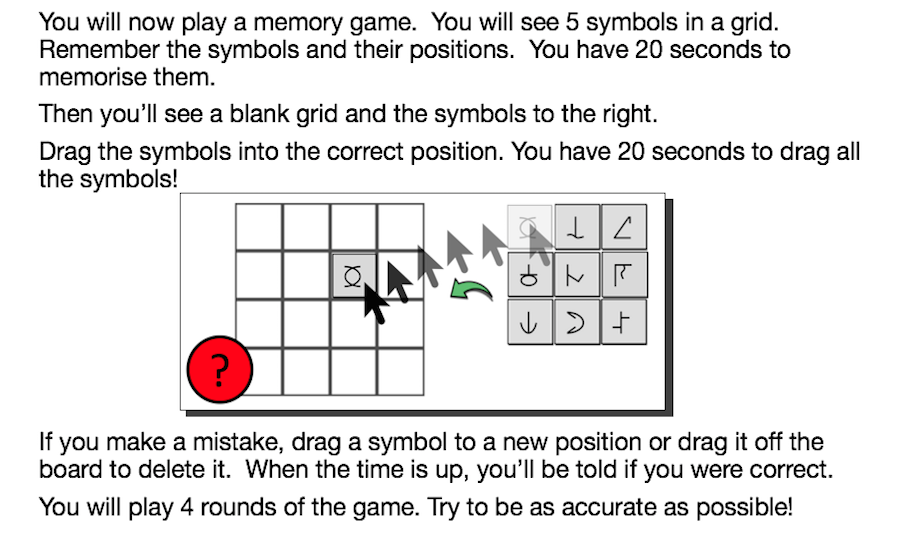 You will now play a memory game.  You will see 5 symbols in a grid.
Remember the symbols and their positions.  You have 20 seconds to
memorise them.
Then you’ll see a blank grid and the symbols to the right.
Drag the symbols into the correct position. You have 20 seconds to drag all
the symbols!
?
If you make a mistake, drag a symbol to a new position or drag it off the
board to delete it.  When the time is up, you’ll be told if you were correct.
You will play 4 rounds of the game. Try to be as accurate as possible!